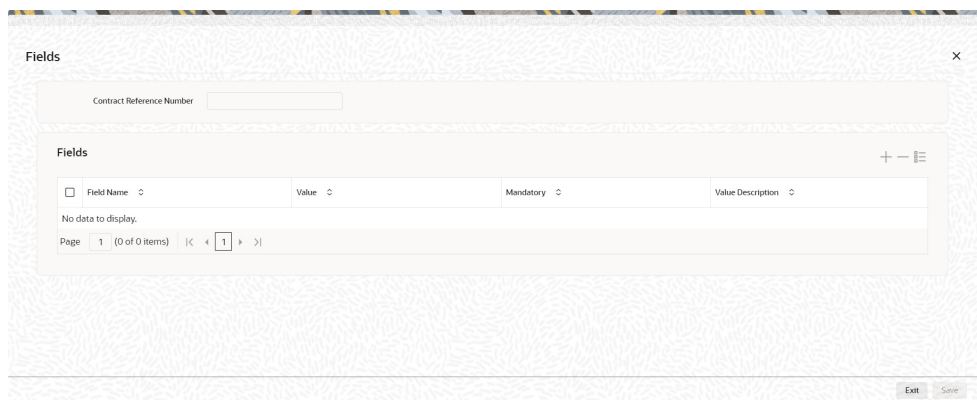 Fields
Contract Reference Number
Fields
Field Name Value Mandatory Value Description
No data to display.
Page 1 (0 of 0 items) 1
Exit Save